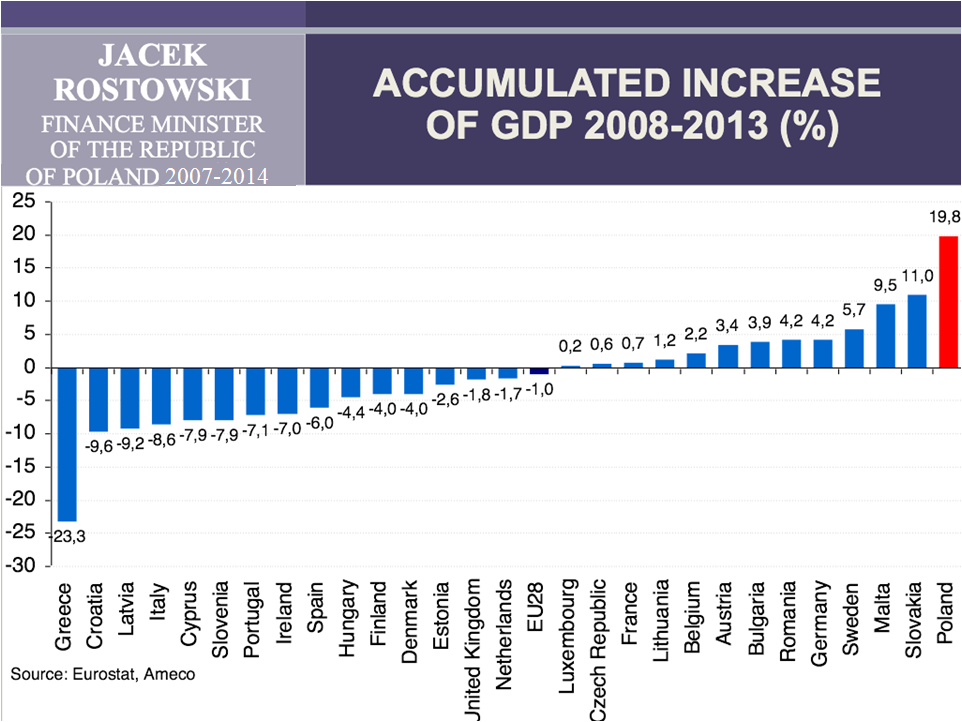 JACEK
ROSTOWSKI
FINANCE MINISTER
OF THE REPUBLIC
OF POLAND 2007-2014
ACCUMULATED INCREASE
OF GDP 2008-2013 (%)
25
20
15
10
5
0
-5
-10
-15
-20
-25
-30
-23,3
-9,6
-9,2
-8,6
-7,9
-7,9
-7,1
-7,0
-6,0
-4,4
-4,0
-4,0
-2,6
-1,8
-1,7
-1,0
0,2
0,6
0,7
1,2
2,2
3,4
3,9
4,2
4,2
5,7
9,5
11,0
19,8
Greece
Croatia
Latvia
Italy
Cyprus
Slovenia
Portugal
Ireland
Spain
Hungary
Finland
Denmark
Estonia
United Kingdom
Netherlands
EU28
Luxembourg
Czech Republic
France
Lithuania
Belgium
Austria
Bulgaria
Romania
Germany
Sweden
Malta
Slovakia
Poland
Source: Eurostat, Ameco